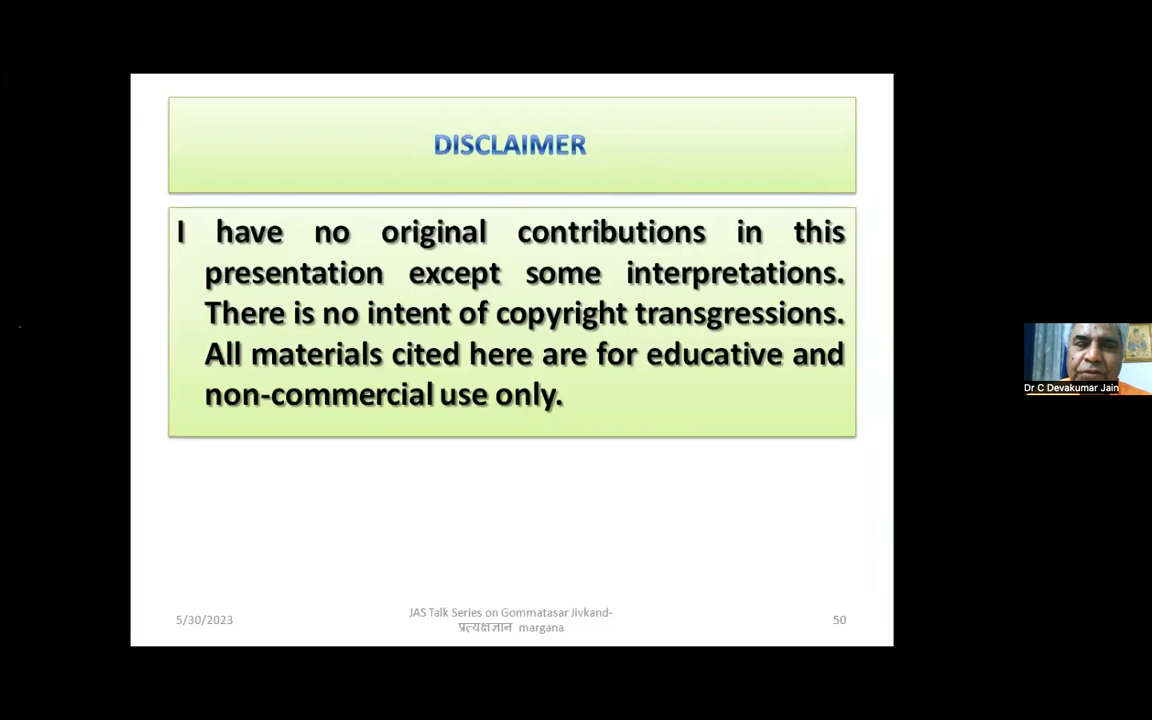 DISCLAIMER
I have no original contributions in this
presentation except some interpretations.
There is no intent of copyright transgressions.
All materials cited here are for educative and
non-commercial use only.
Dr C Devakumar Jain
5/30/2023
JAS Talk Series on Gommatasar Jivkand-
प्रत्यक्षज्ञान margana
50